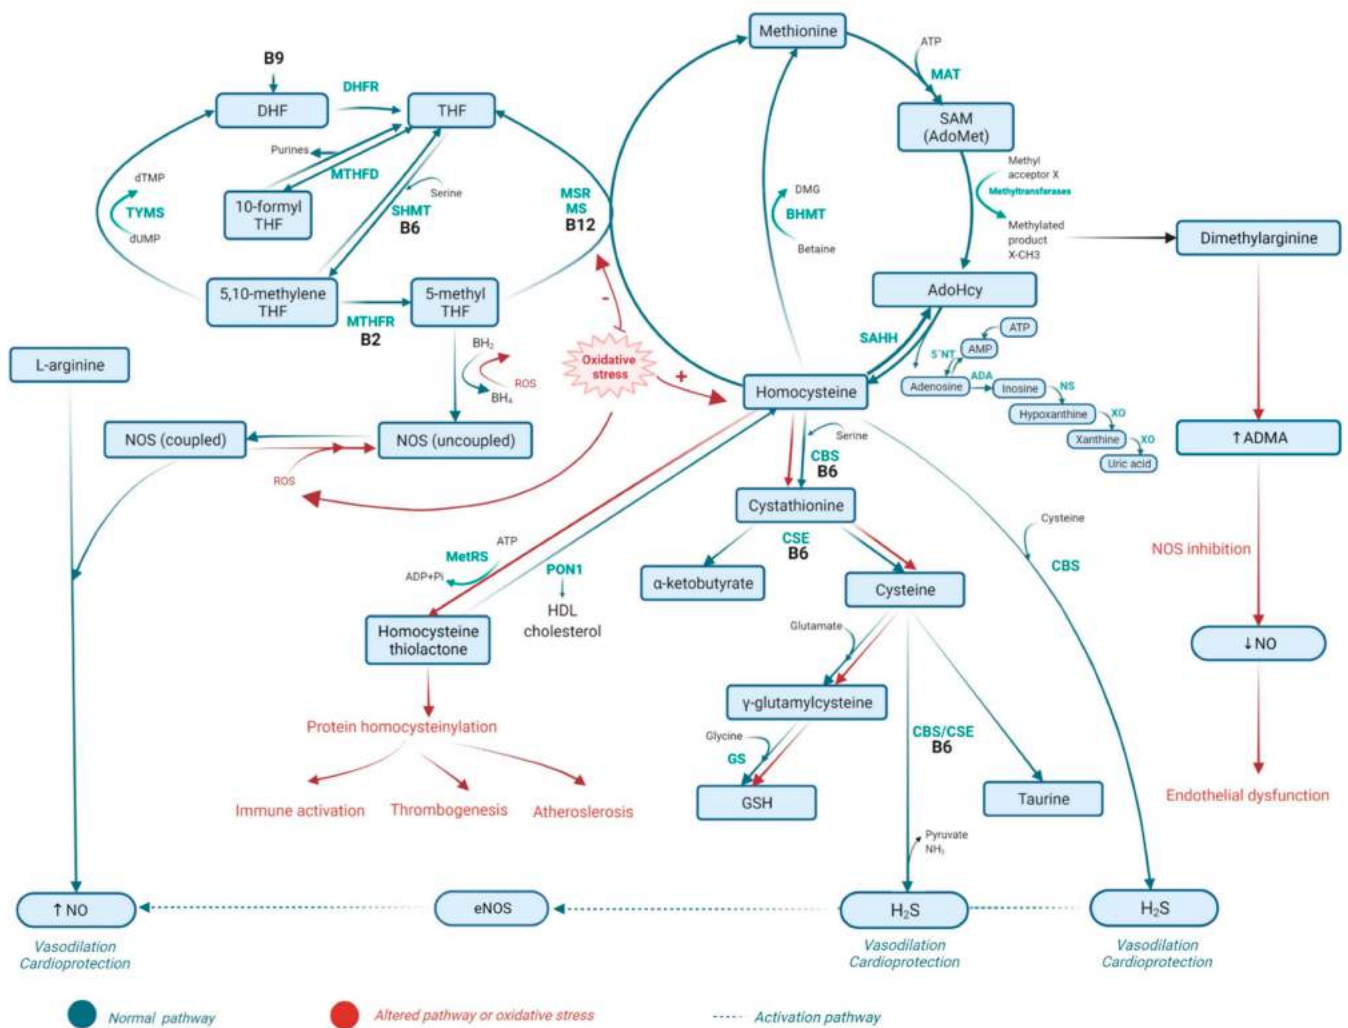 Methionine
ATP
MAT
B9
DHFR
DHF
THF
SAM
(AdoMet)
Purines
MTHFD
dTMP
TYMS
dUMP
10-formyl
THF
Serine
SHMT
B6
MSR
MS
B12
DMG
BHMT
Betaine
Methyl
acceptor X
Methyltransferases
Methylated
product
X-CH3
Dimethylarginine
5,10-methylene
THF
MTHFR
B2
5-methyl
THF
AdoHcy
SAHH
ATP
5´NT
AMP
Adenosine
ADA
Inosine
NS
Hypoxanthine
XO
Xanthine
XO
Uric acid
L-arginine
BH₂
ROS
BH₄
-
Oxidative
stress
+
Homocysteine
NOS (coupled)
NOS (uncoupled)
ROS
Serine
CBS
B6
↑ADMA
Cystathionine
CSE
B6
Cysteine
CBS
NOS inhibition
ATP
MetRS
ADP+Pi
PON1
HDL
cholesterol
α-ketobutyrate
Cysteine
Homocysteine
thiolactone
Glutamate
↓NO
γ-glutamylcysteine
Protein homocysteinylation
Glycine
GS
CBS/CSE
B6
GSH
Taurine
Immune activation
Thrombogenesis
Atheroslerosis
Endothelial dysfunction
Pyruvate
NH₃
↑NO
eNOS
H₂S
H₂S
Vasodilation
Cardioprotection
Vasodilation
Cardioprotection
Vasodilation
Cardioprotection
Normal pathway
Altered pathway or oxidative stress
Activation pathway